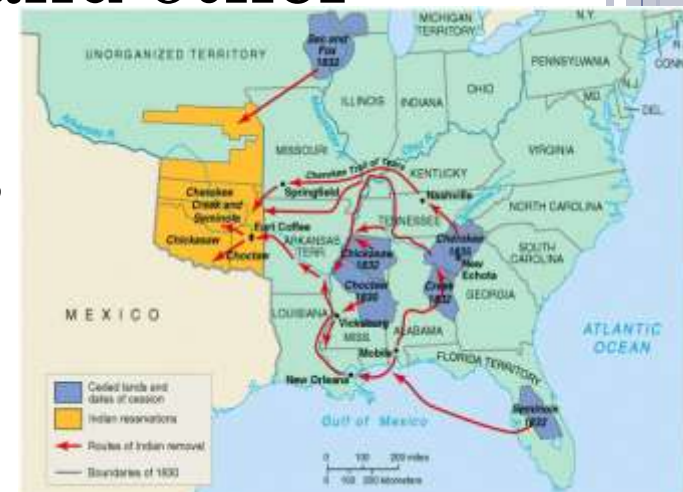 and other
MICHIGAN
TERRITORY
N.Y.
Sac and
Fox
1832
UNORGANIZED TERRITORY
PENNSYLVANIA
CONN
N.J.
OHIO
ILLINOIS
INDIANA
MD.
DEL.
Arkansas R.
MISSOURI
VIRGINIA
Ohio R.
Cherokee Trail of Tears
KENTUCKY
Springfield
Nashville
Cherokee
Creek and
Seminole
NORTH CAROLINA
TENNESSEE
Fort Coffee
ARKANSAS
TERR.
Cherokee
1835
SOUTH
CAROLINA
Chickasaw
Choctaw
Chickasaw
1832
New
Echota
Choctaw
1830
Creek
1832
GEORGIA
MEXICO
LOUISIANA
Vicksburg
MISS.
ALABAMA
ATLANTIC
OCEAN
Mobile
FLORIDA TERRITORY
New Orleans
Ceded lands and
dates of cession
Indian reservations
Routes of Indian removal
Boundaries of 1830
Gulf of Mexico
Seminole
1832
0 100 200 miles
0 100 200 kilometers